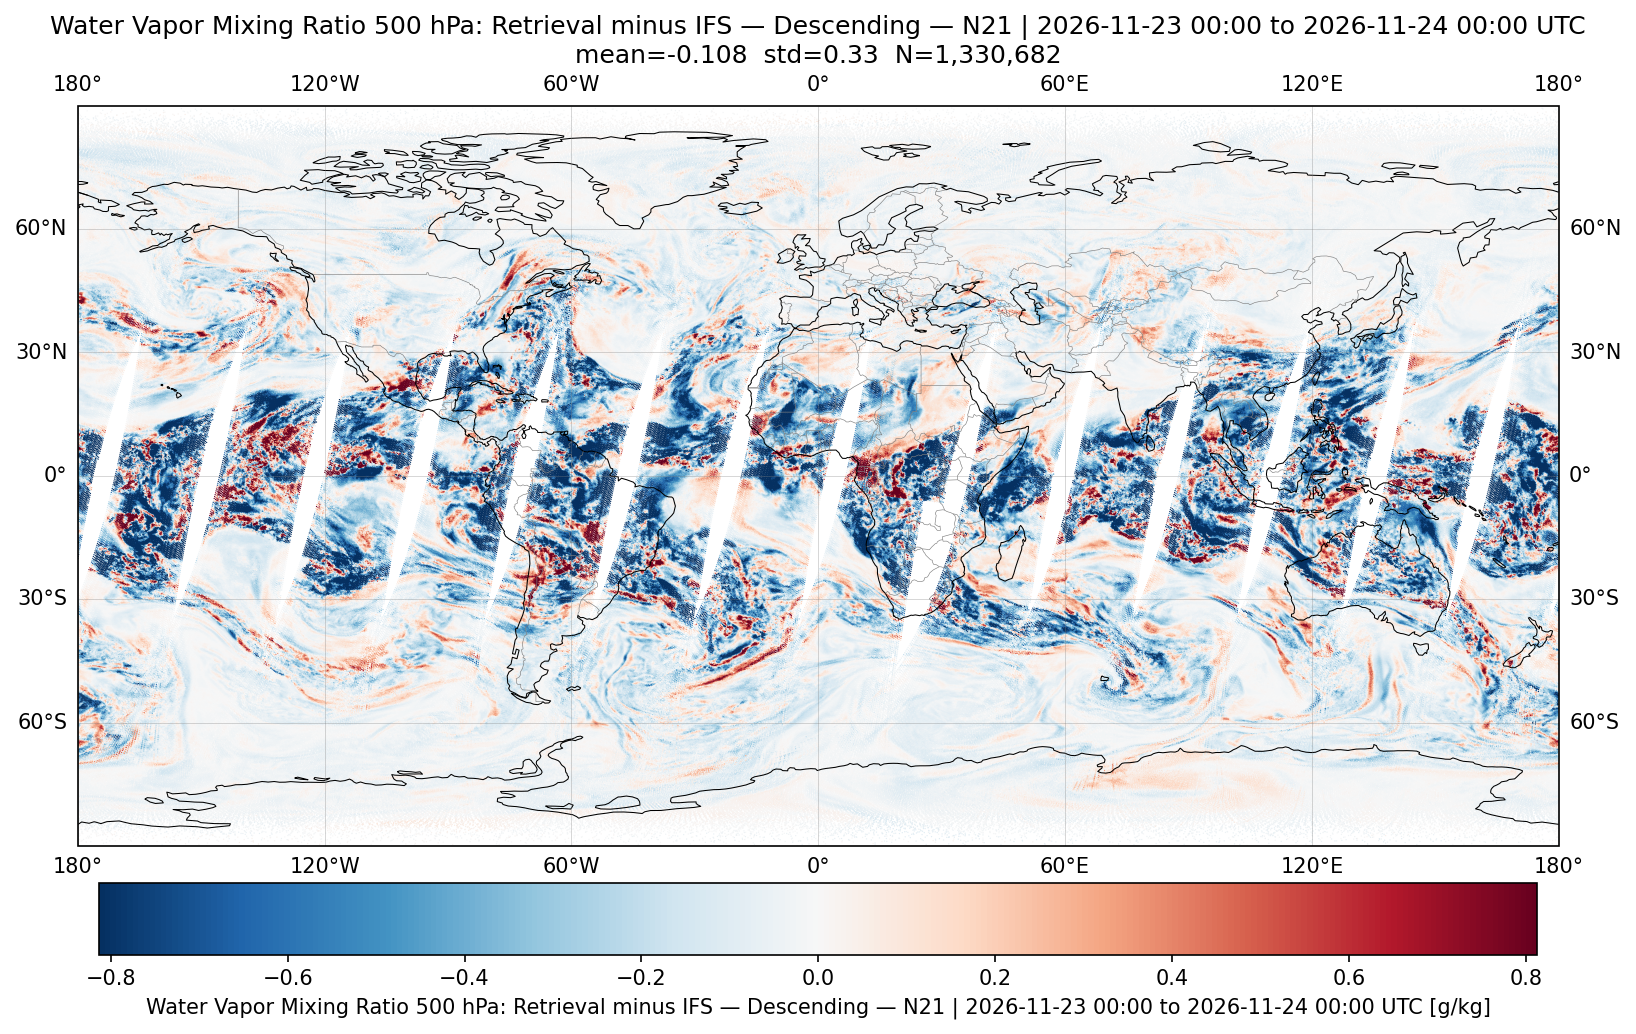 Water Vapor Mixing Ratio 500 hPa: Retrieval minus IFS — Descending — N21 | 2026-11-23 00:00 to 2026-11-24 00:00 UTC
mean=-0.108  std=0.33  N=1,330,682
180° 120°W 60°W 0° 60°E 120°E 180°
60°N 60°N
30°N 30°N
0° 0°
30°S 30°S
60°S 60°S
180° 120°W 60°W 0° 60°E 120°E 180°
−0.8 −0.6 −0.4 −0.2 0.0 0.2 0.4 0.6 0.8
Water Vapor Mixing Ratio 500 hPa: Retrieval minus IFS — Descending — N21 | 2026-11-23 00:00 to 2026-11-24 00:00 UTC [g/kg]